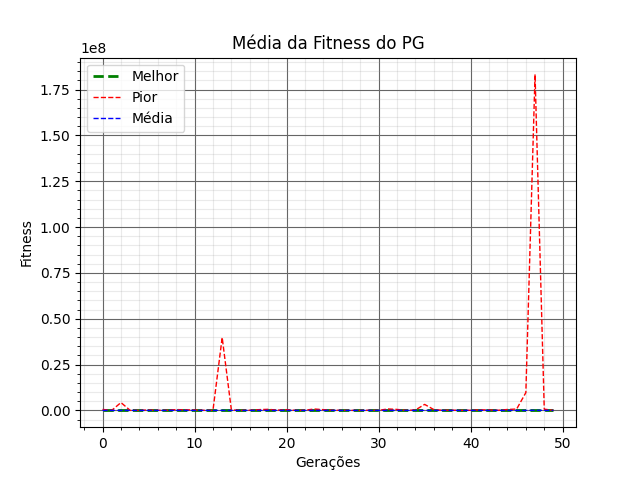 Média da Fitness do PG
1e8
Melhor
Pior
Média
1.75
1.50
1.25
1.00
0.75
0.50
0.25
0.00
Fitness
0 10 20 30 40 50
Gerações